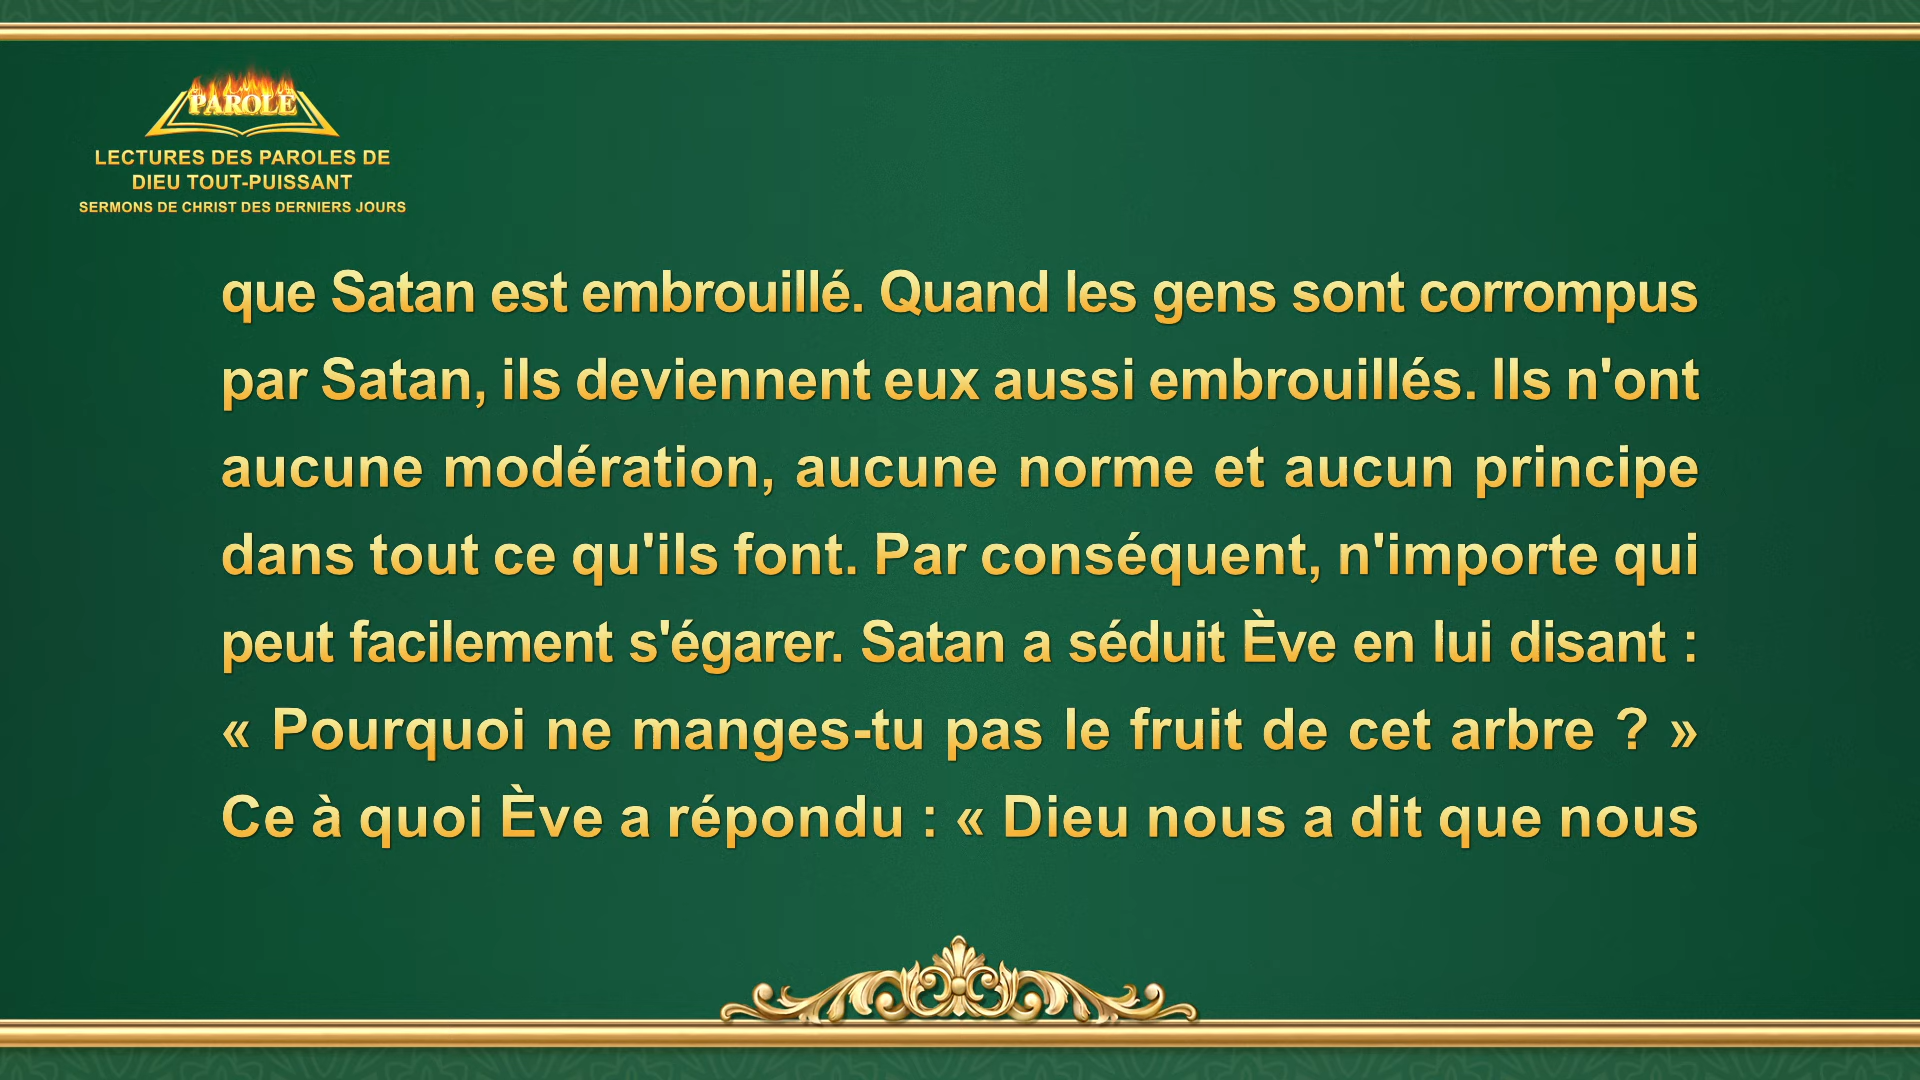 PAROLE
LECTURES DES PAROLES DE
DIEU TOUT-PUISSANT
SERMONS DE CHRIST DES DERNIERS JOURS
que Satan est embrouillé. Quand les gens sont corrompus
par Satan, ils deviennent eux aussi embrouillés. Ils n'ont
aucune modération, aucune norme et aucun principe
dans tout ce qu'ils font. Par conséquent, n'importe qui
peut facilement s'égarer. Satan a séduit Ève en lui disant :
« Pourquoi ne manges-tu pas le fruit de cet arbre ? »
Ce à quoi Ève a répondu : « Dieu nous a dit que nous